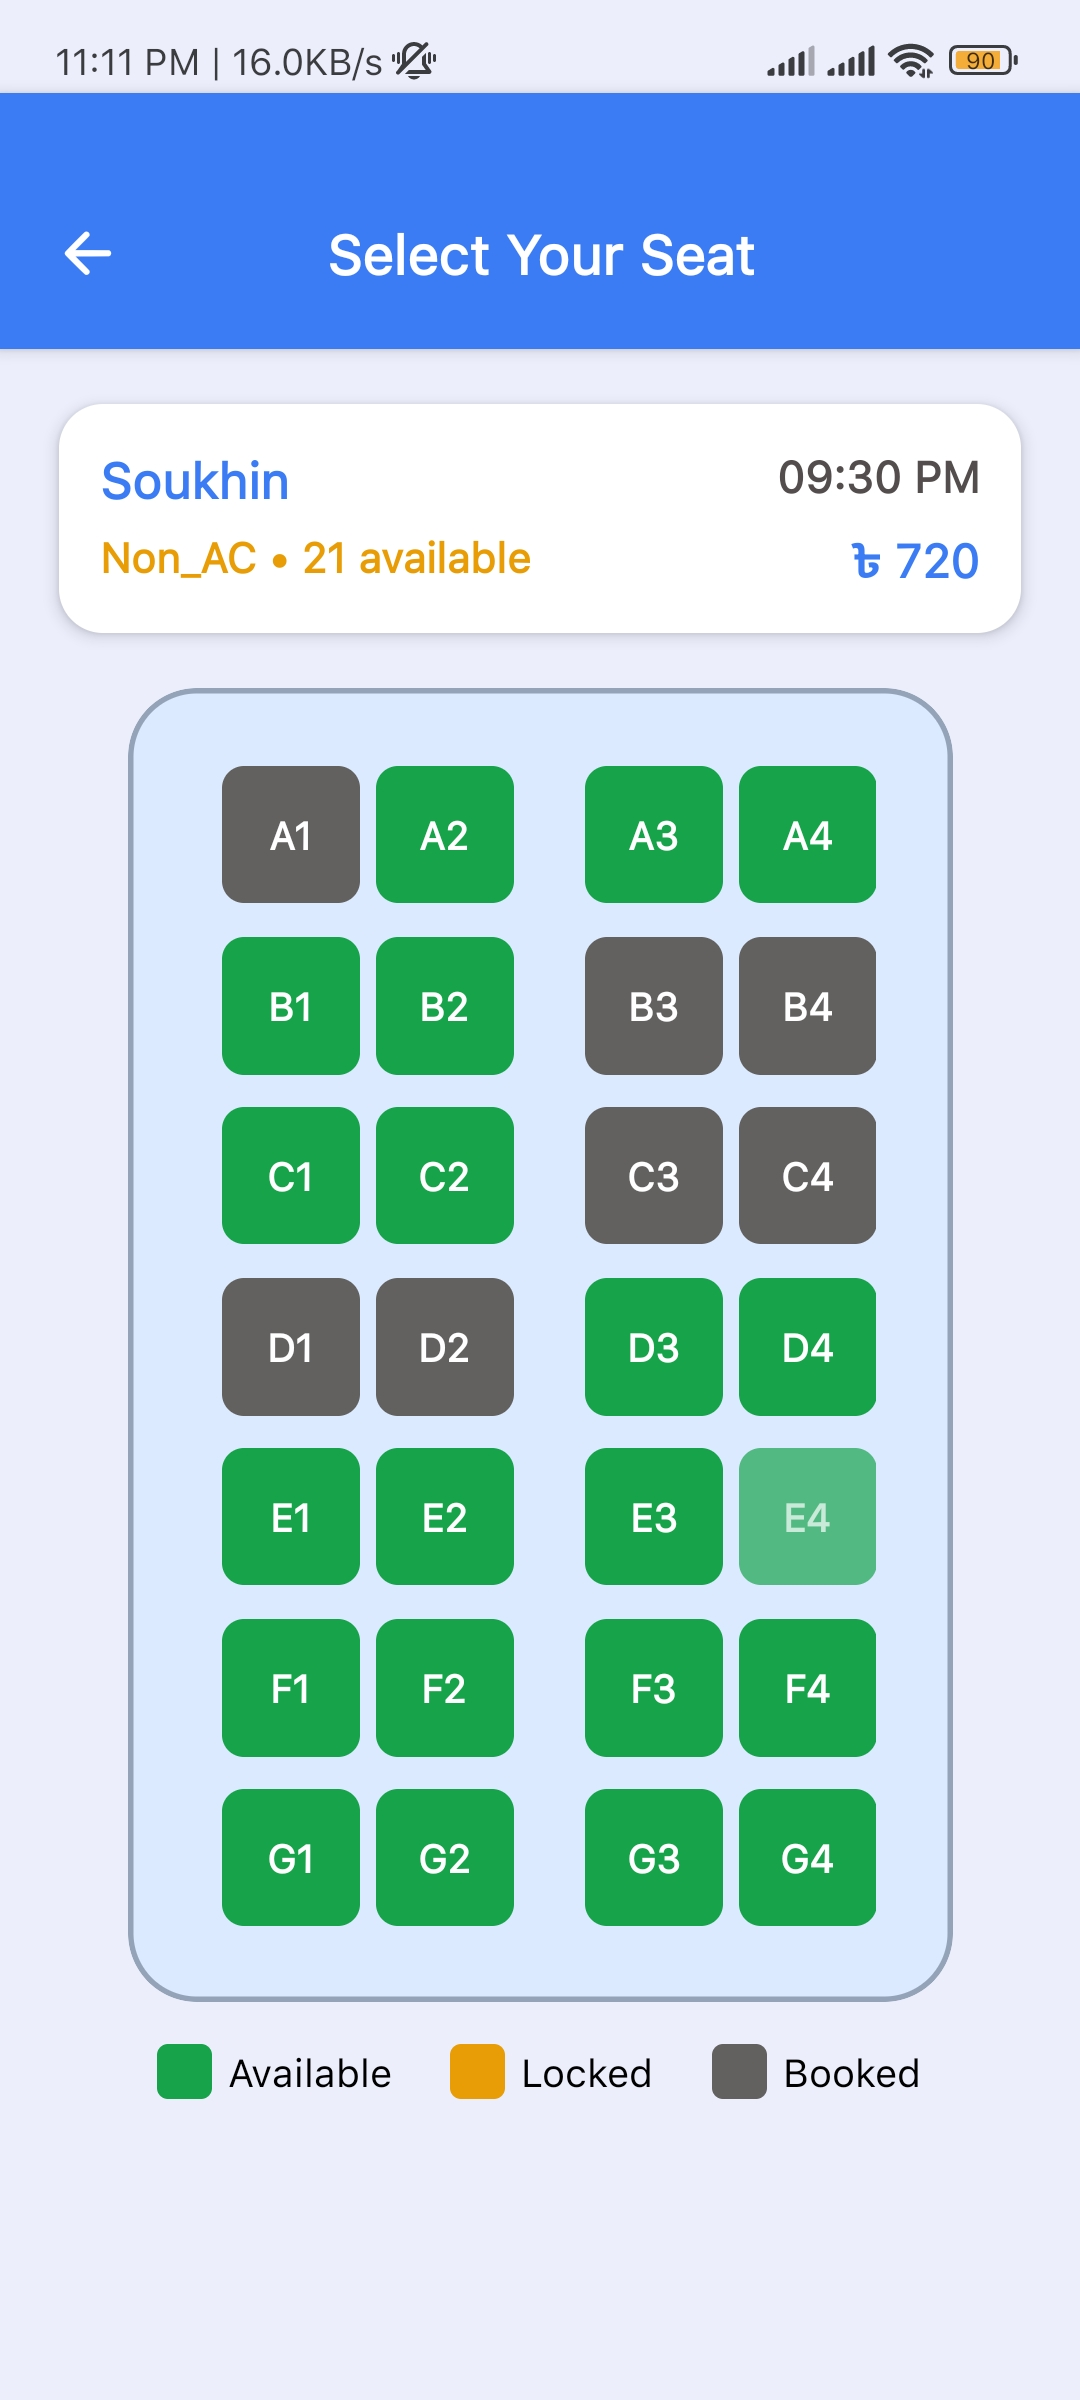 11:11 PM | 16.0KB/s 90
Select Your Seat
Soukhin 09:30 PM
Non_AC • 21 available ৳ 720
A1 A2 A3 A4
B1 B2 B3 B4
C1 C2 C3 C4
D1 D2 D3 D4
E1 E2 E3 E4
F1 F2 F3 F4
G1 G2 G3 G4
Available Locked Booked